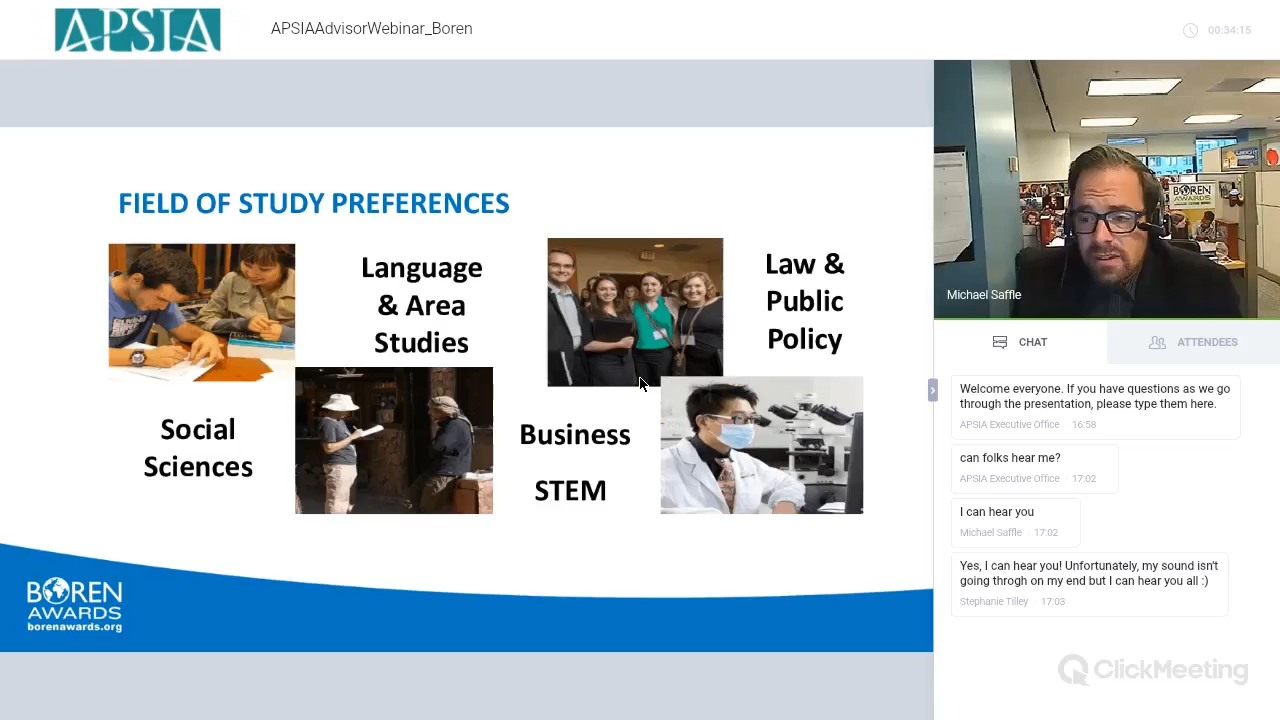 APSIA
APSIAAdvisorWebinar_Boren
00:34:15
FIELD OF STUDY PREFERENCES
Language
& Area
Studies
Law &
Public
Policy
Social
Sciences
Business
STEM
BOREN
AWARDS
borenawards.org
BOREN
AWARDS
Michael Saffle
CHAT
ATTENDEES
Welcome everyone. If you have questions as we go
through the presentation, please type them here.
APSIA Executive Office · 16:58
can folks hear me?
APSIA Executive Office · 17:02
I can hear you
Michael Saffle · 17:02
Yes, I can hear you! Unfortunately, my sound isn't
going throgh on my end but I can hear you all :)
Stephanie Tilley · 17:03
ClickMeeting